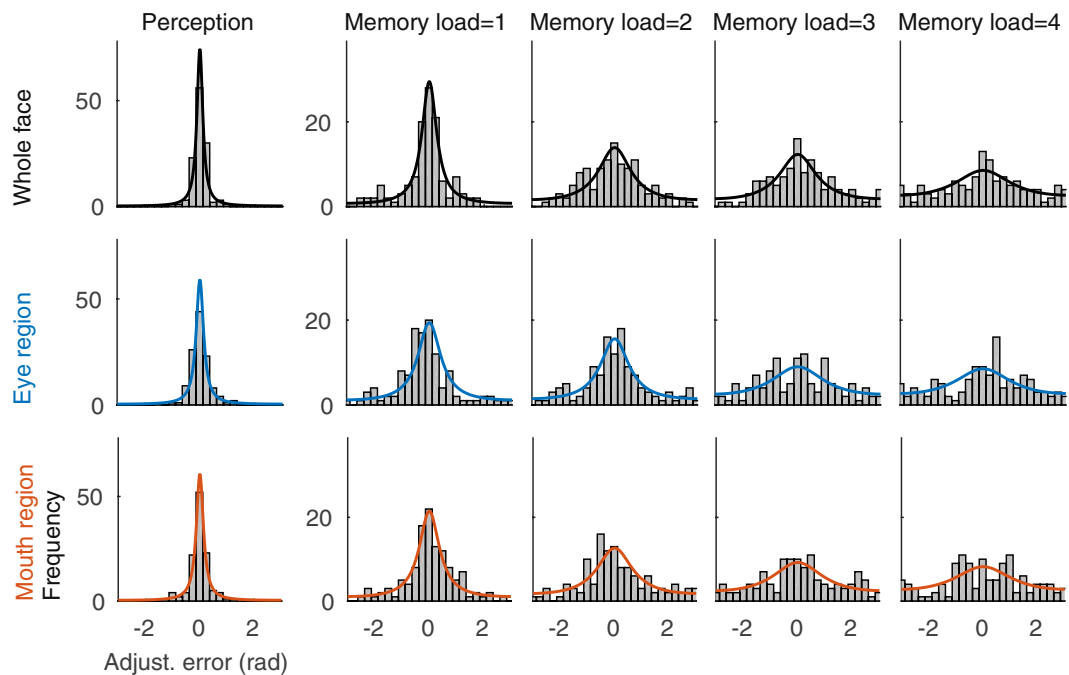 Perception
Memory load=1
Memory load=2
Memory load=3
Memory load=4
Whole face
50
0
20
0
Eye region
50
0
20
0
Mouth region
Frequency
50
0
20
0
-2 0 2
-2 0 2
-2 0 2
-2 0 2
-2 0 2
Adjust. error (rad)